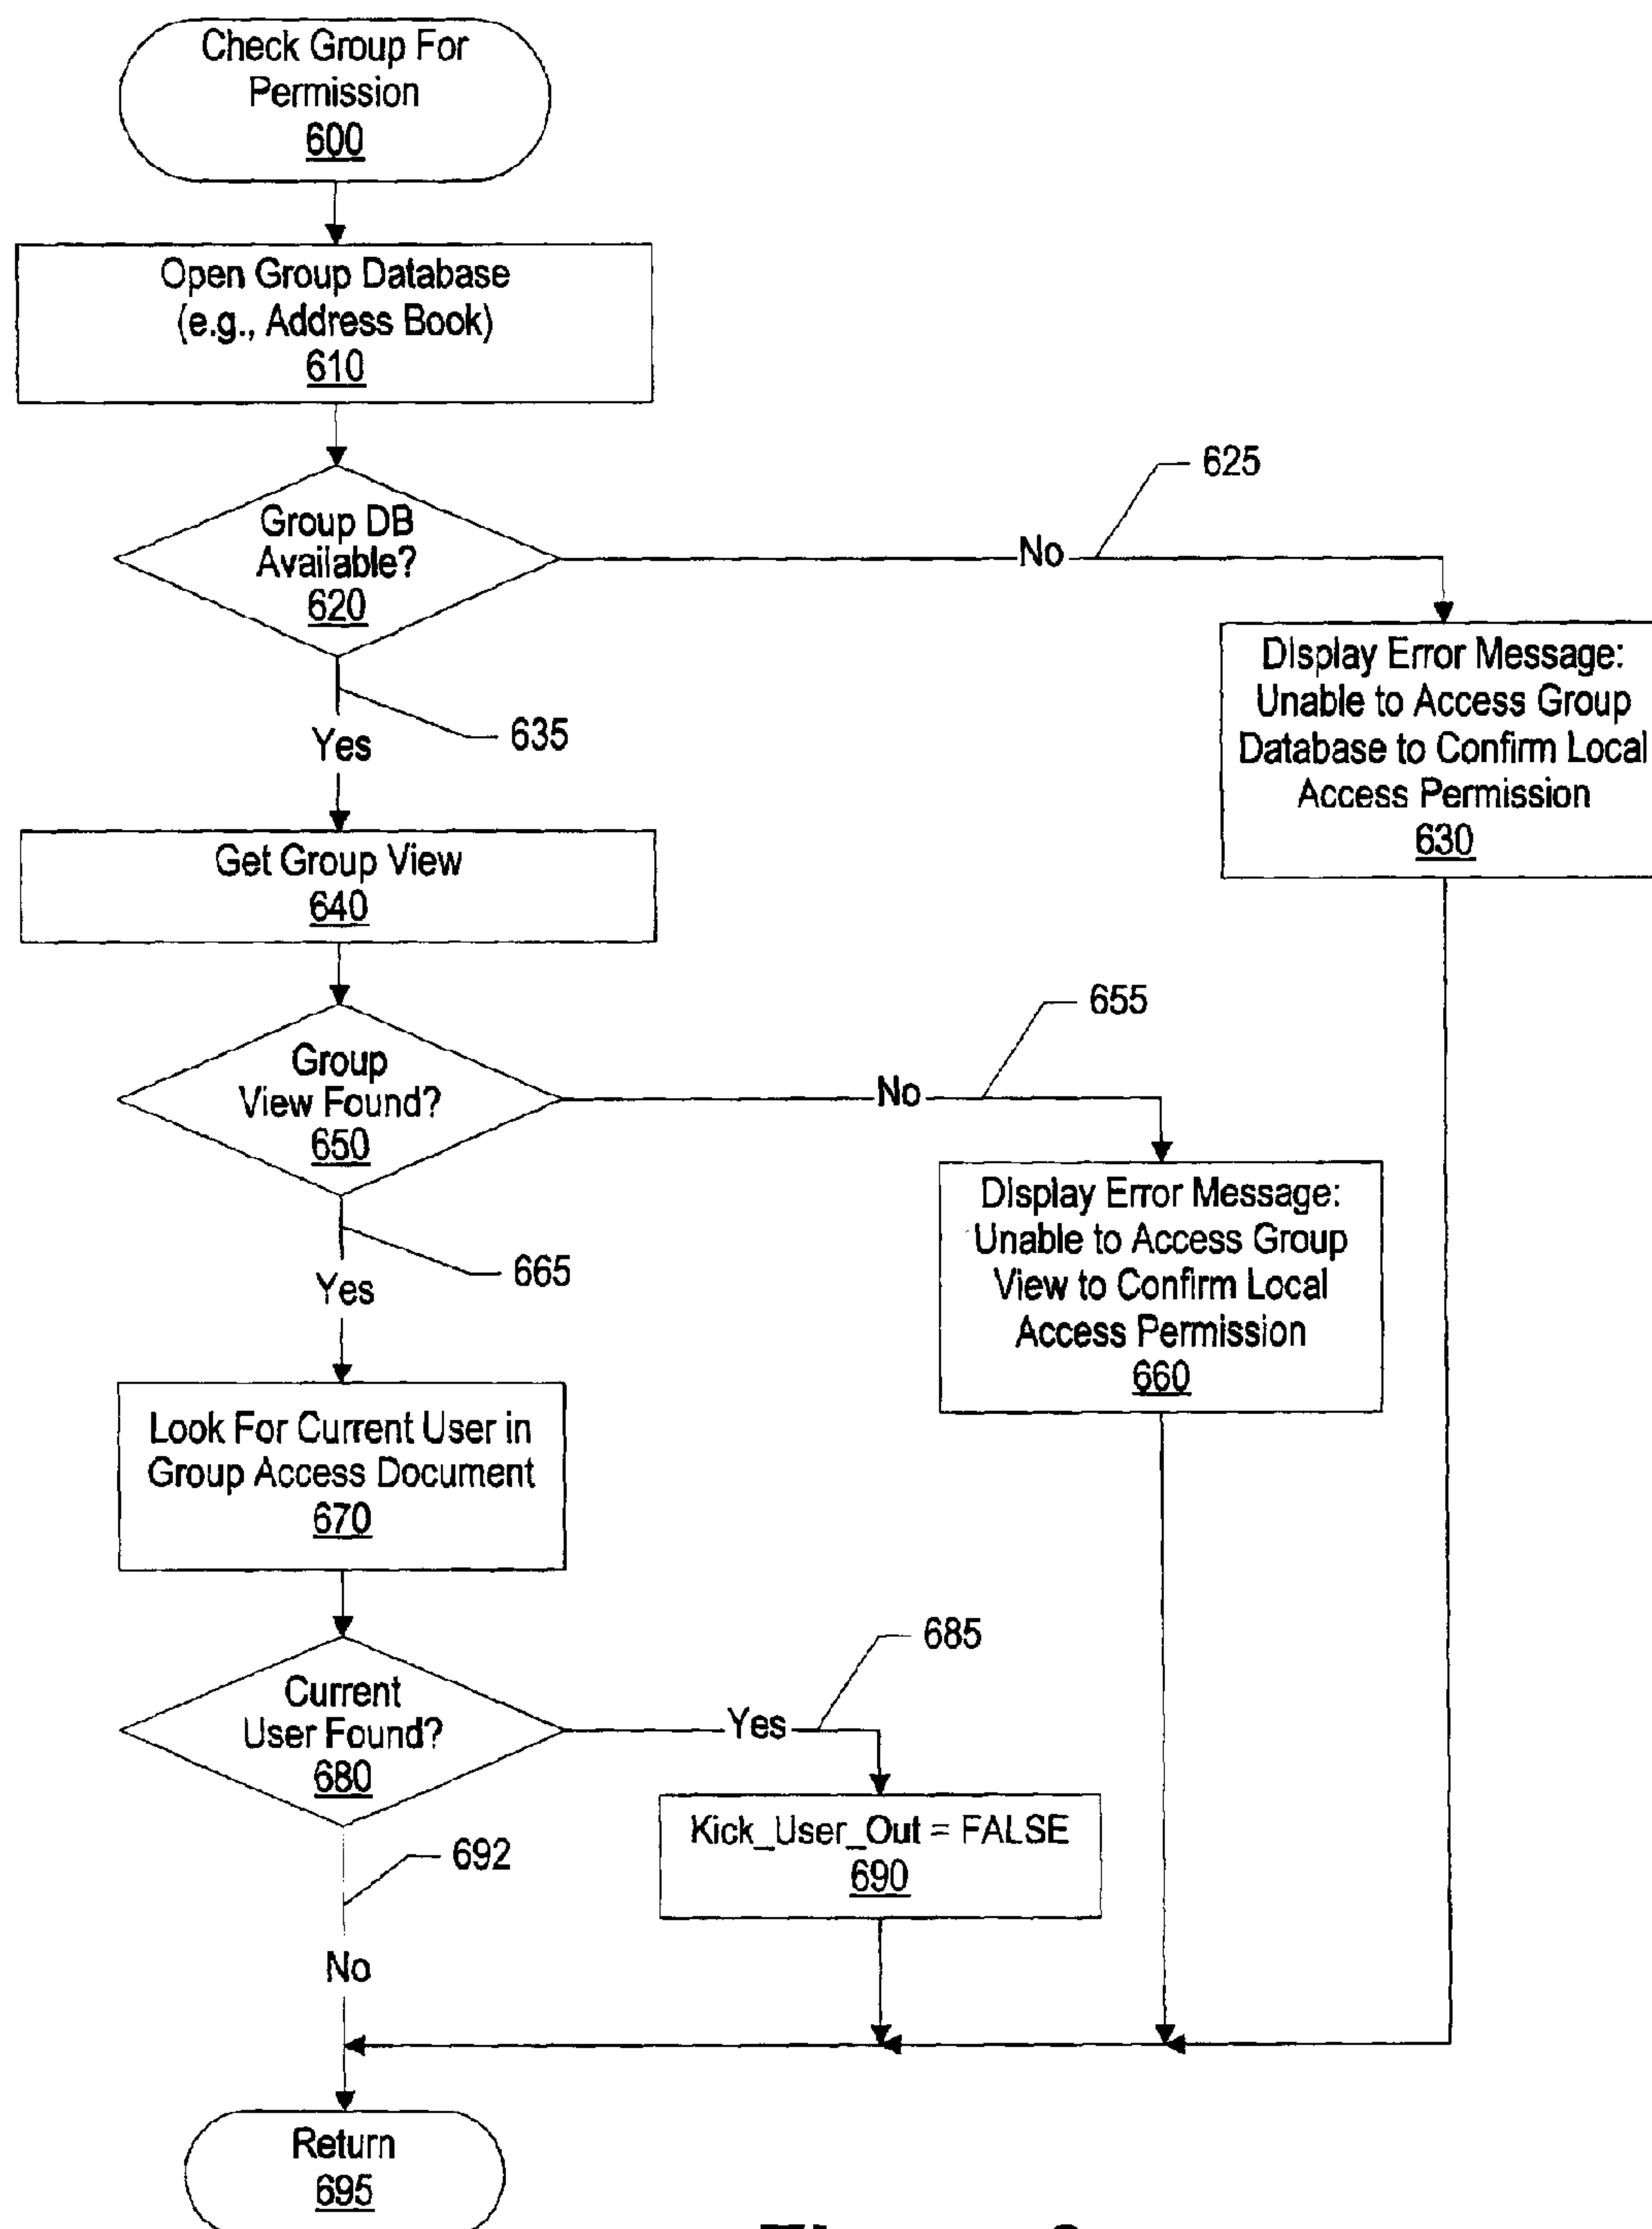 Check Group For
Permission
600
Open Group Database
(e.g., Address Book)
610
625
Group DB
Available?
620
No
Display Error Message:
Unable to Access Group
Database to Confirm Local
Access Permission
630
635
Yes
Get Group View
640
655
Group
View Found?
650
No
Display Error Message:
Unable to Access Group
View to Confirm Local
Access Permission
660
665
Yes
Look For Current User in
Group Access Document
670
685
Current
User Found?
680
Yes
Kick_User_Out = FALSE
690
692
No
Return
695